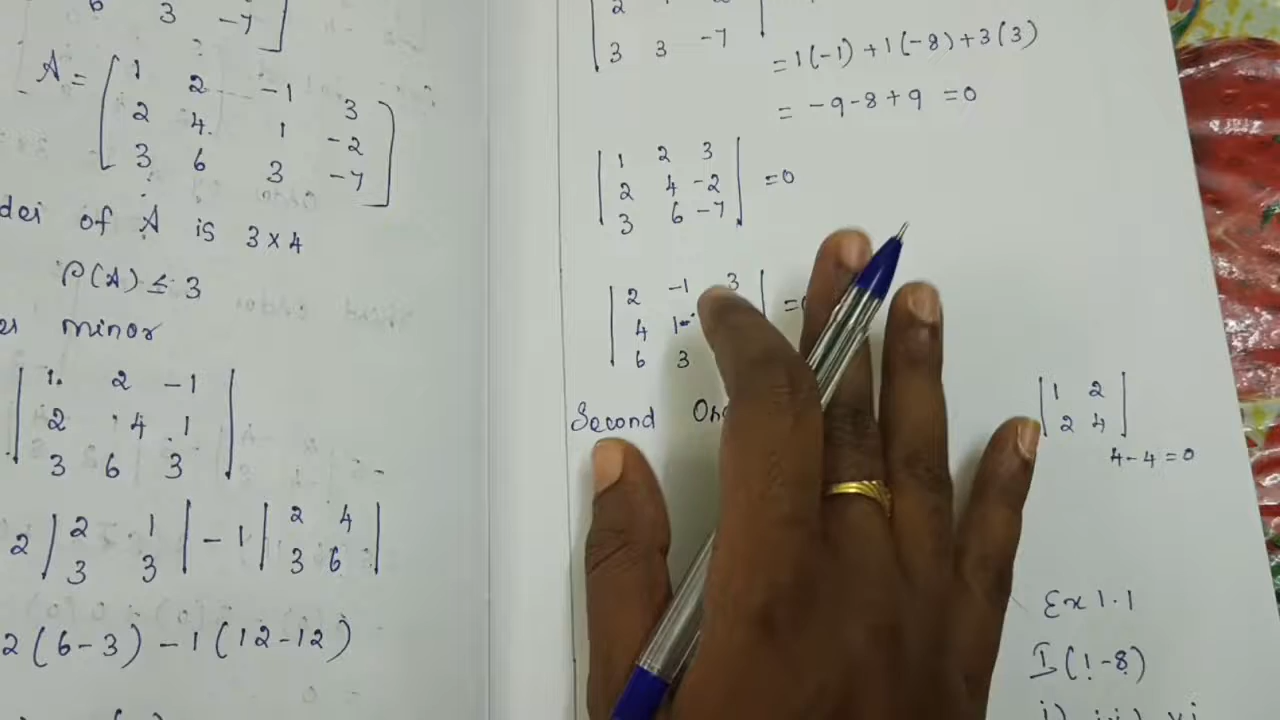 6 3 -7
A = 1 2 -1 3
2 4 1 -2
3 6 3 -7
of A is 3 × 4
ρ(A) ≤ 3
minor
1 2 -1
2 4 1
3 6 3
2 | 2 1 | - 1 | 2 4 |
3 3 3 6
2 (6-3) -1 (12-12)
3 3 -7
= 1(-1) + 1(-8) + 3(3)
= -9 -8 + 9 = 0
1 2 3
2 4 -2 = 0
3 6 -7
2 -1 3
4 1
6 3
Second
1 2
2 4
4 - 4 = 0
Ex 1.1
I (1-8)